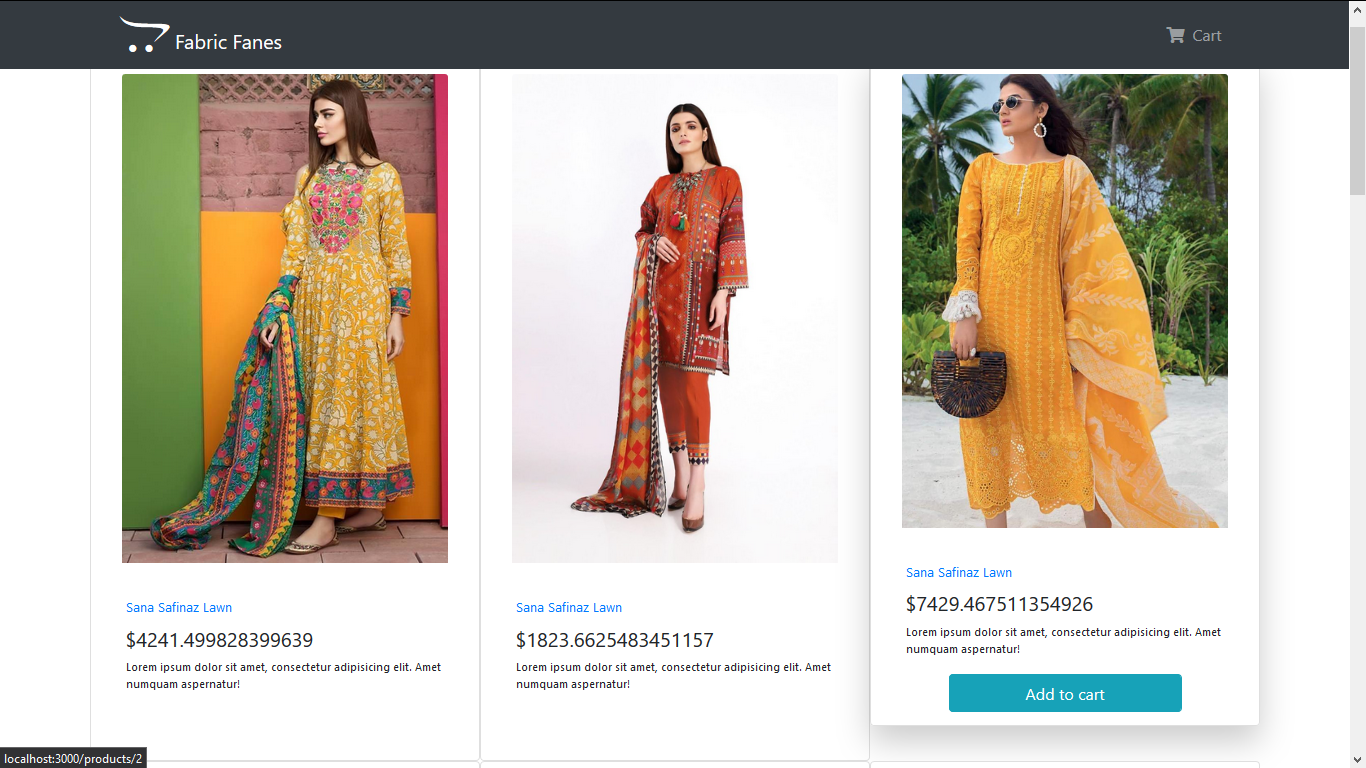 Fabric Fanes
Cart
Sana Safinaz Lawn
$4241.499828399639
Lorem ipsum dolor sit amet, consectetur adipisicing elit. Amet
numquam aspernatur!
Sana Safinaz Lawn
$1823.6625483451157
Lorem ipsum dolor sit amet, consectetur adipisicing elit. Amet
numquam aspernatur!
Sana Safinaz Lawn
$7429.467511354926
Lorem ipsum dolor sit amet, consectetur adipisicing elit. Amet
numquam aspernatur!
Add to cart
localhost:3000/products/2